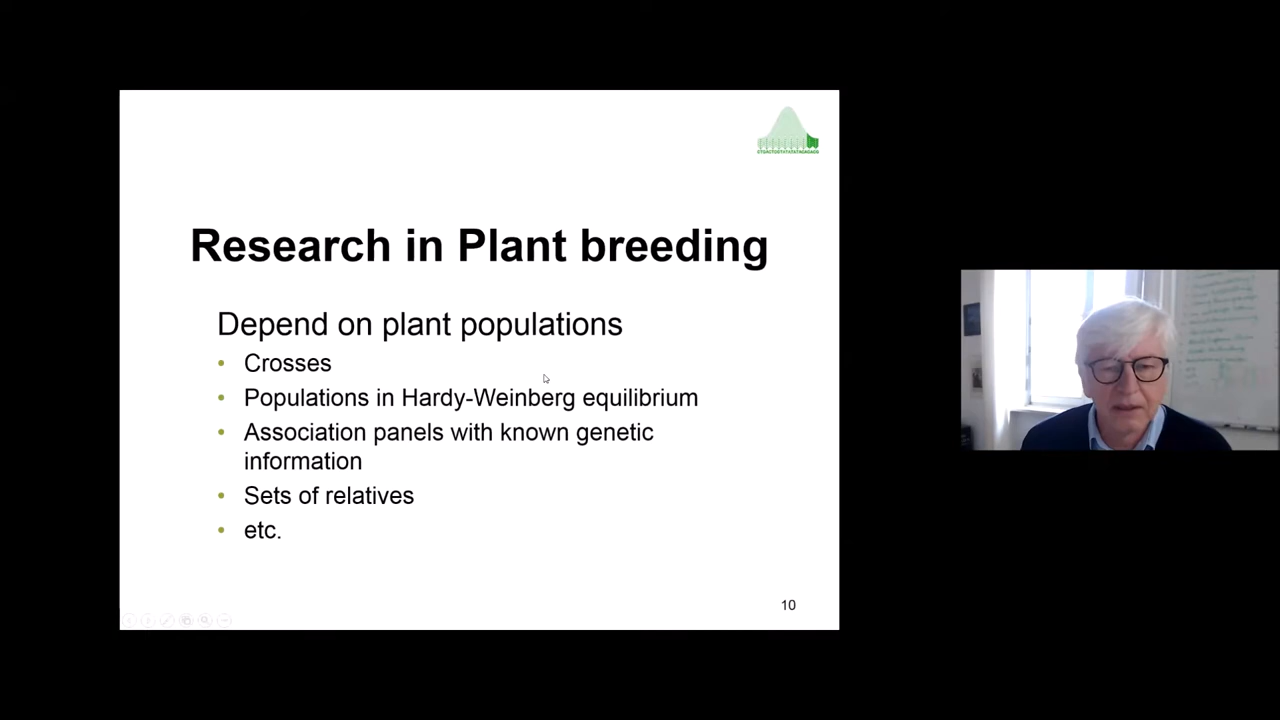 Research in Plant breeding
Depend on plant populations
• Crosses
• Populations in Hardy-Weinberg equilibrium
• Association panels with known genetic
information
• Sets of relatives
• etc.
10